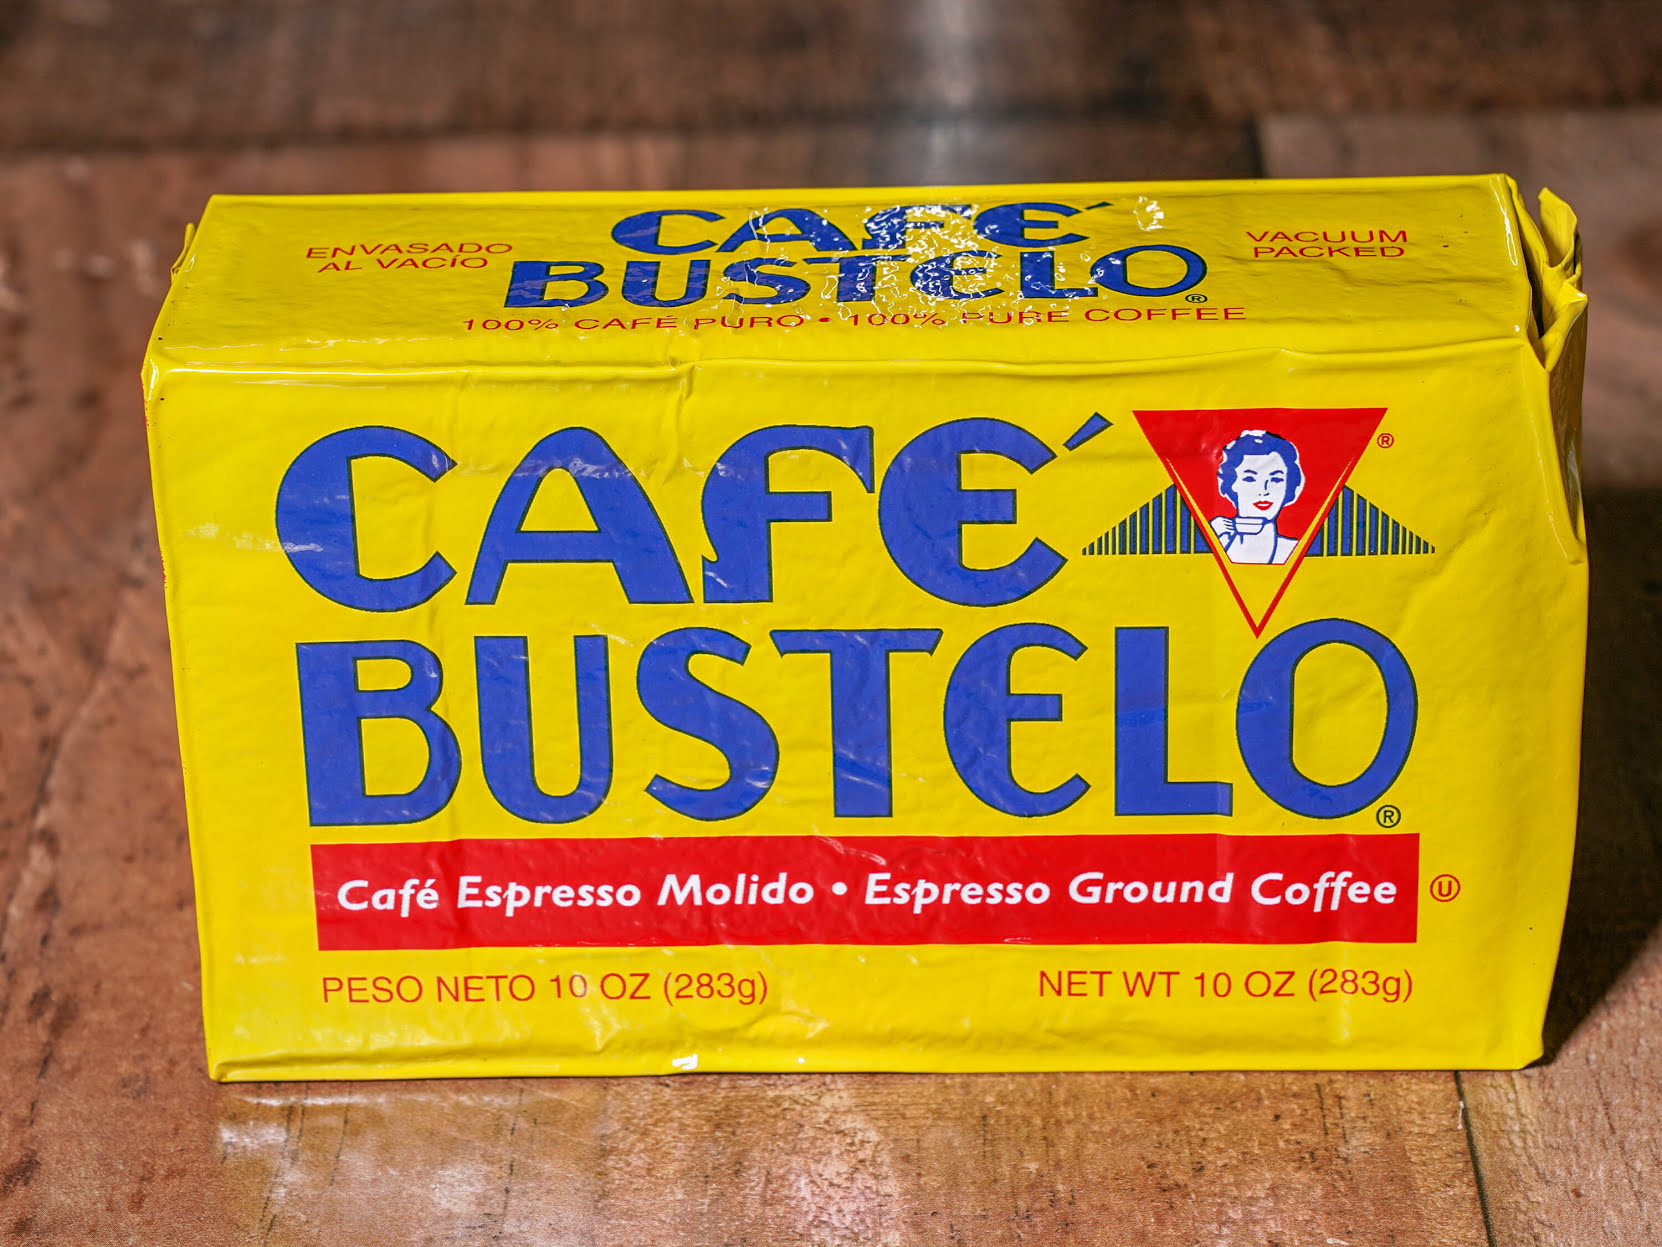 CAFÉ
BUSTELO®
ENVASADO
AL VACÍO
VACUUM
PACKED
100% CAFÉ PURO • 100% PURE COFFEE
CAFÉ
®
BUSTELO®
Café Espresso Molido • Espresso Ground Coffee
U
PESO NETO 10 OZ (283g)
NET WT 10 OZ (283g)